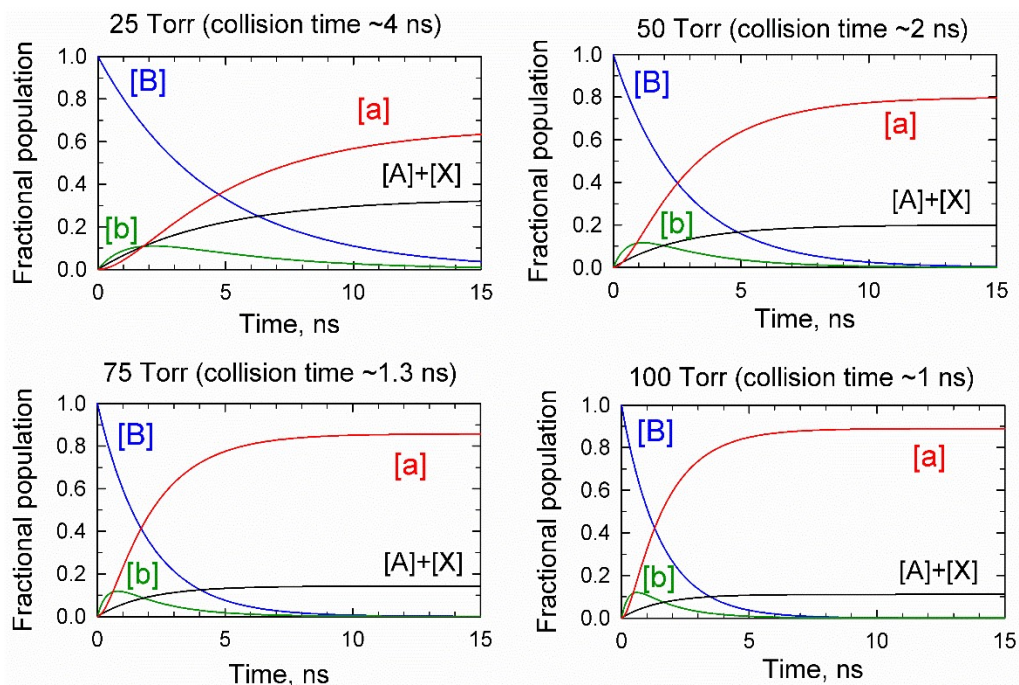 25 Torr (collision time ~4 ns)
1.0
0.8
0.6
0.4
0.2
0.0
Fractional population
[B]
[a]
[A]+[X]
[b]
0
5
10
15
Time, ns
50 Torr (collision time ~2 ns)
1.0
0.8
0.6
0.4
0.2
0.0
Fractional population
[B]
[a]
[A]+[X]
[b]
0
5
10
15
Time, ns
75 Torr (collision time ~1.3 ns)
1.0
0.8
0.6
0.4
0.2
0.0
Fractional population
[B]
[a]
[A]+[X]
[b]
0
5
10
15
Time, ns
100 Torr (collision time ~1 ns)
1.0
0.8
0.6
0.4
0.2
0.0
Fractional population
[B]
[a]
[A]+[X]
[b]
0
5
10
15
Time, ns